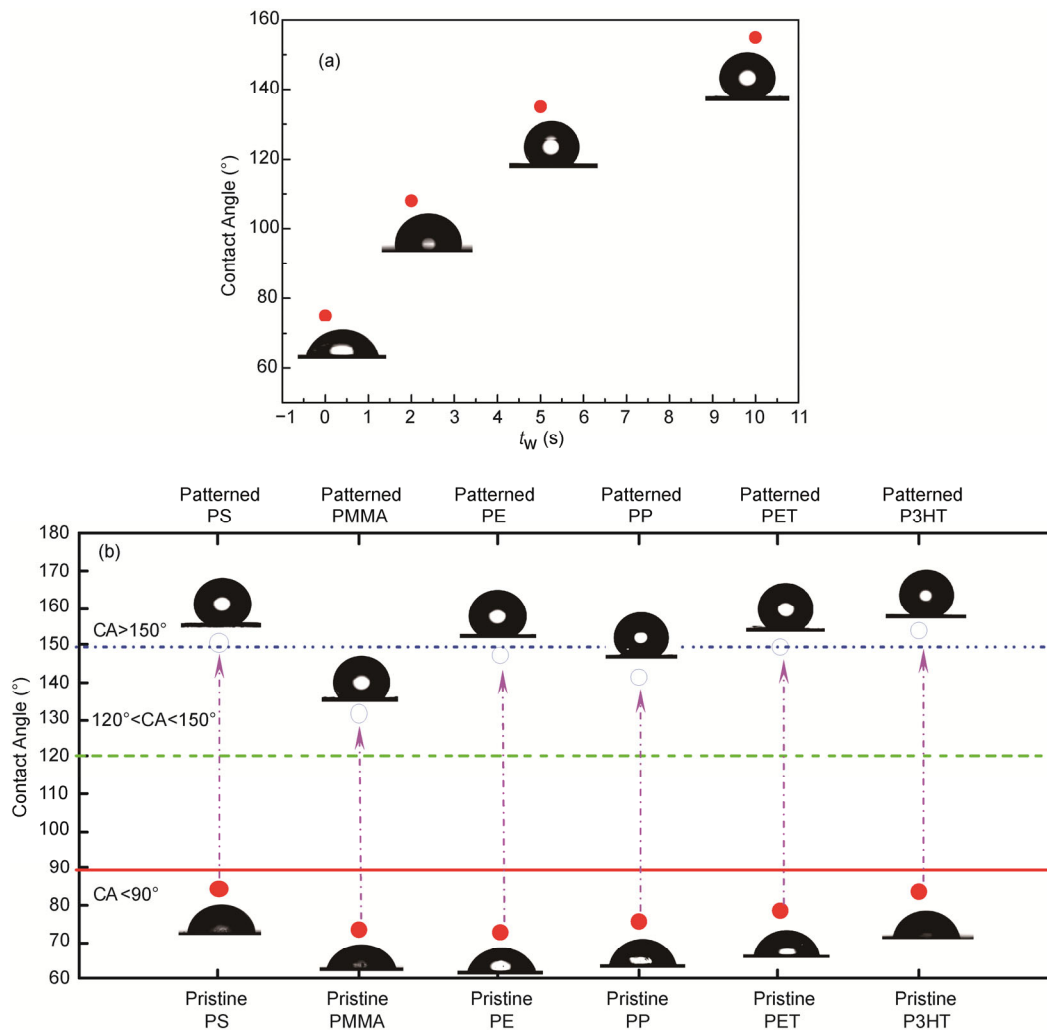 160
(a)
140
120
100
80
60
Contact Angle (°)
−1 0 1 2 3 4 5 6 7 8 9 10 11
tw (s)
Patterned PS
Patterned PMMA
Patterned PE
Patterned PP
Patterned PET
Patterned P3HT
180
(b)
170
160
CA>150°
150
140
130
120°<CA<150°
120
110
100
90
CA<90°
80
70
60
Contact Angle (°)
Pristine PS
Pristine PMMA
Pristine PE
Pristine PP
Pristine PET
Pristine P3HT